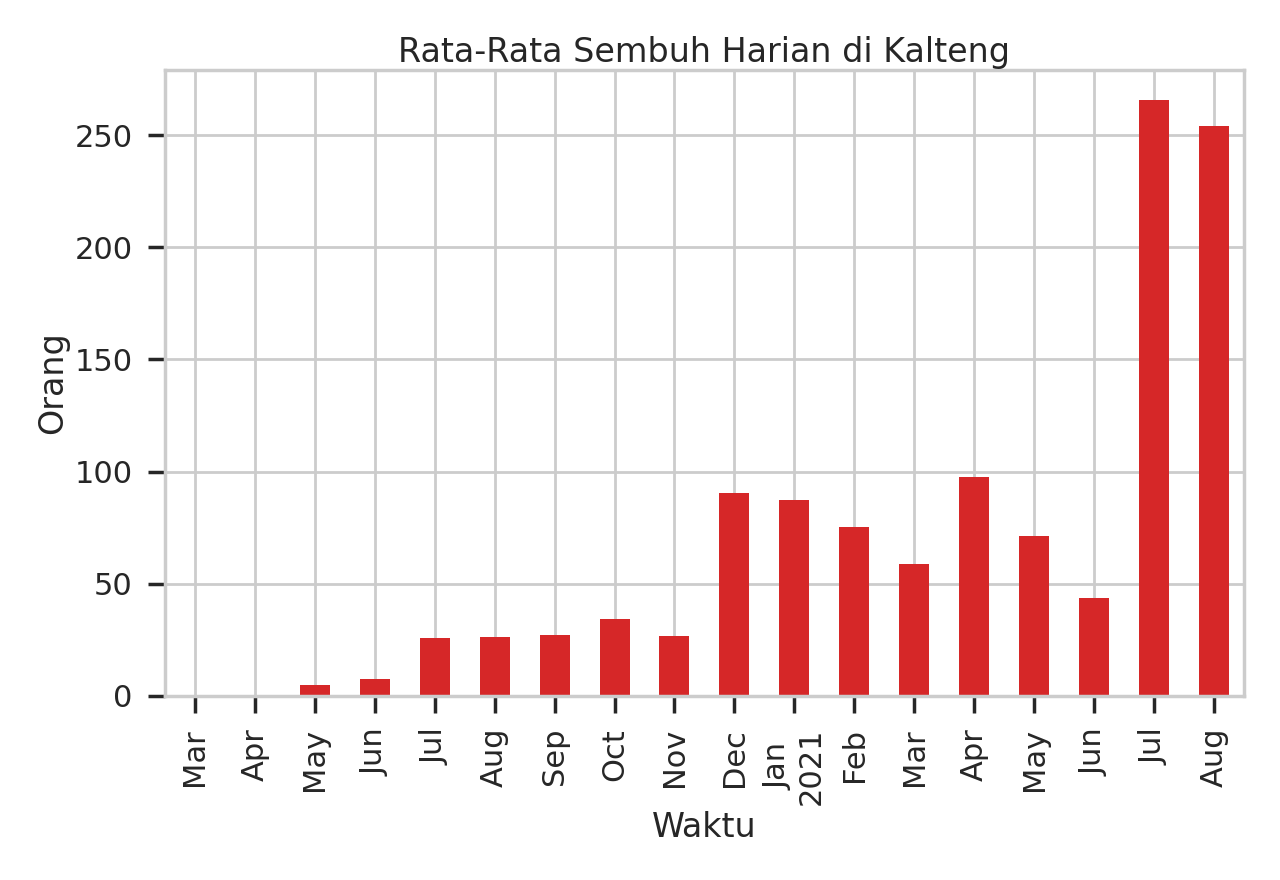 Rata-Rata Sembuh Harian di Kalteng
Orang
250
200
150
100
50
0
Mar
Apr
May
Jun
Jul
Aug
Sep
Oct
Nov
Dec
Jan
2021
Feb
Mar
Apr
May
Jun
Jul
Aug
Waktu